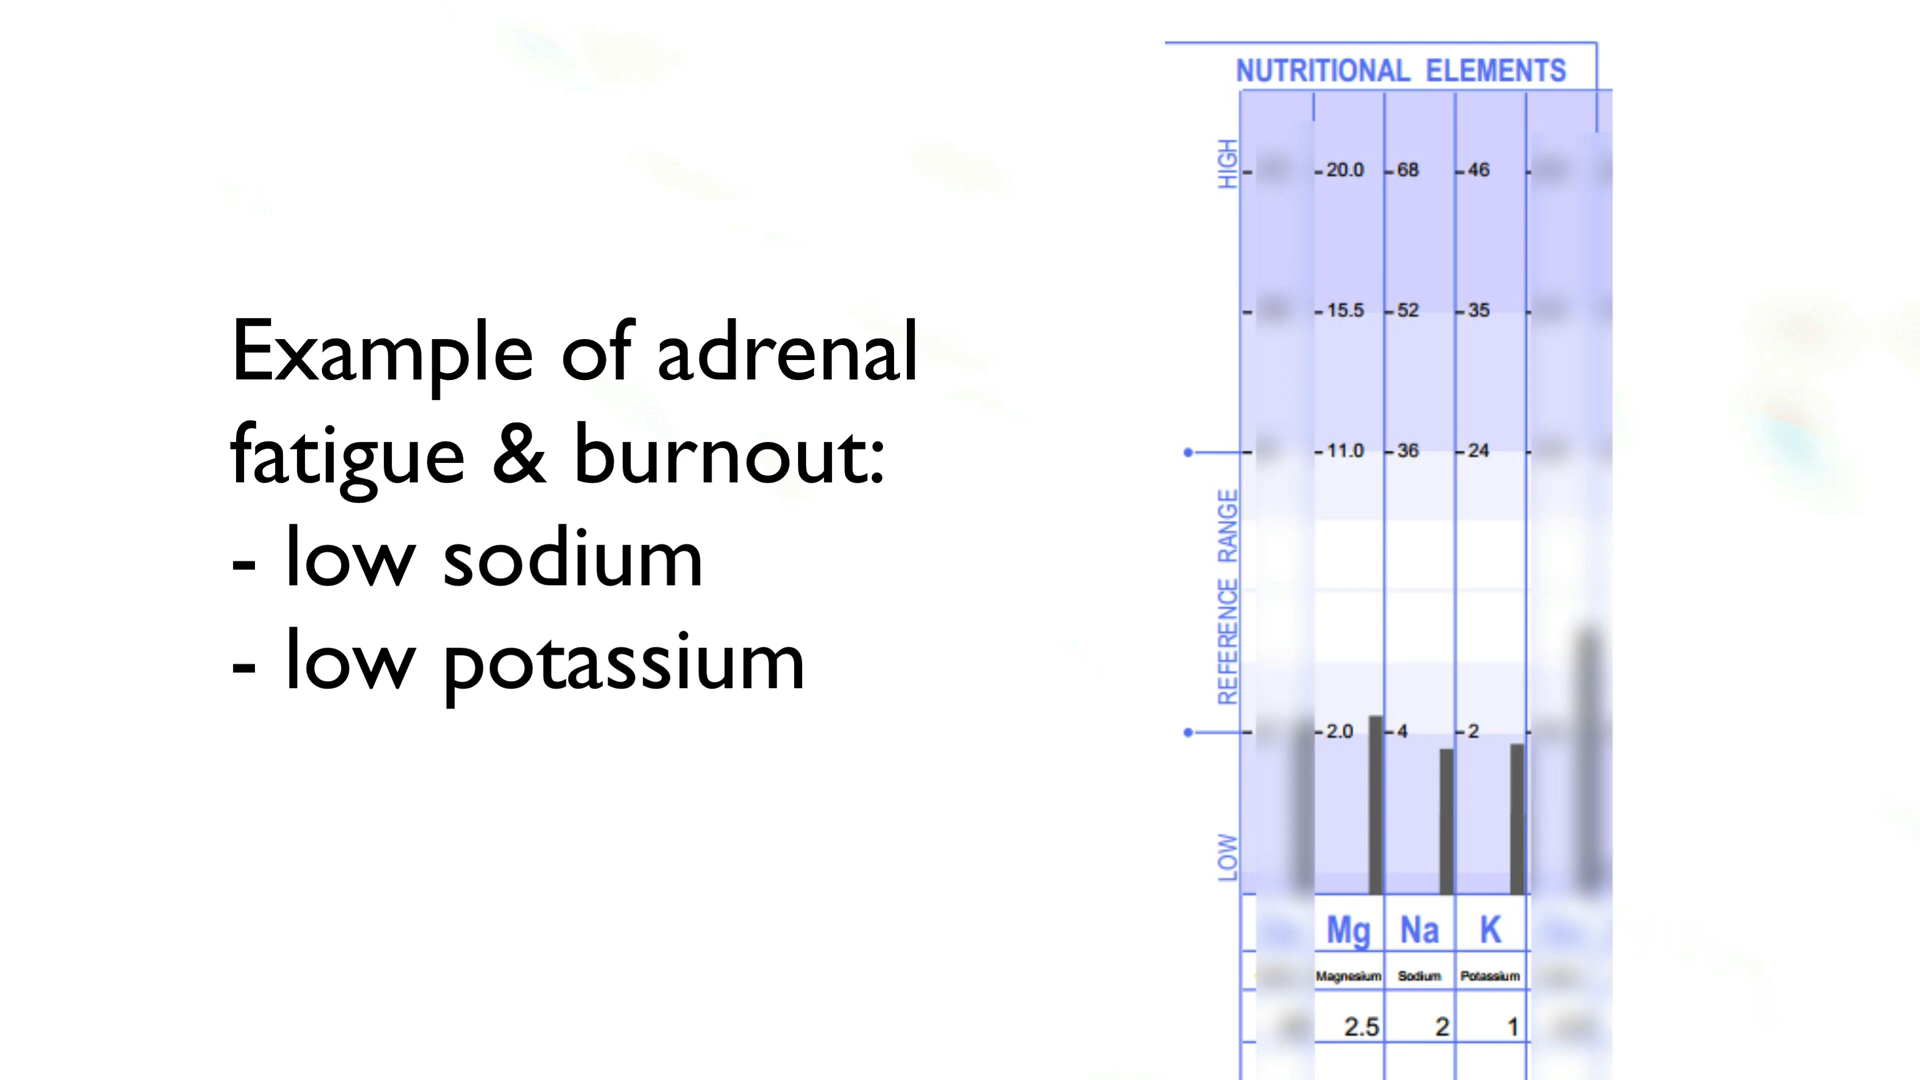 Example of adrenal
fatigue & burnout:
- low sodium
- low potassium
NUTRITIONAL ELEMENTS
HIGH
REFERENCE RANGE
LOW
20.0 68 46
15.5 52 35
11.0 36 24
2.0 4 2
Mg Na K
Magnesium Sodium Potassium
2.5 2 1